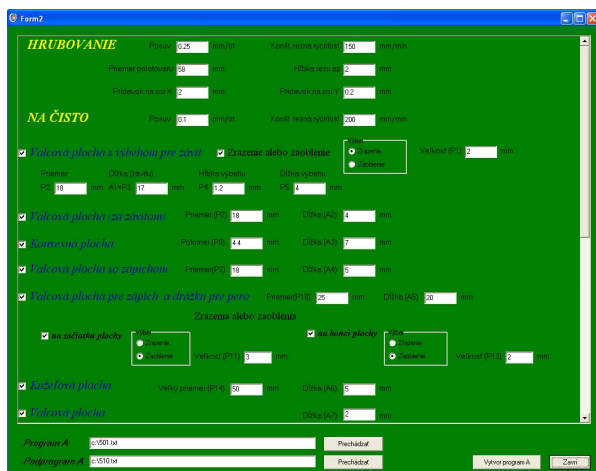 Form2
HRUBOVANIE Posuv 0.25 mm/ot Konšt.rezná rýchlosť 150 mm/min
Priemer polotovaru 58 mm Hĺbka rezu ap 2 mm
Prídavok na osi X 2 mm Prídavok na osi Y 0.2 mm
NA ČISTO Posuv 0.1 mm/ot Konšt.rezná rýchlosť 200 mm/min
Valcová plocha s výbehom pre závit Zrazenie alebo zaoblenie Výber Zrazenie Zaoblenie Veľkosť (P1) 2 mm
Priemer Dĺžka (závitu) Hĺbka výbehu Dĺžka výbehu
P2 18 mm A1=P3 17 mm P4 1.2 mm P5 4 mm
Valcová plocha (za závitom) Priemer (P2) 18 mm Dĺžka (A2) 4 mm
Konvexná plocha Polomer (P8) 4.4 mm Dĺžka (A3) 7 mm
Valcová plocha so zápichom Priemer(P2) 18 mm Dĺžka (A4) 5 mm
Valcová plocha pre zápich a drážku pre pero Priemer(P10) 25 mm Dĺžka (A5) 20 mm
Zrazenia alebo zaoblenia
na začiatku plochy Výber Zrazenie Zaoblenie Veľkosť (P11) 3 mm
na konci plochy Výber Zrazenie Zaoblenie Veľkosť (P13) 2 mm
Kužeľová plocha Veľký priemer (P14) 50 mm Dĺžka (A6) 5 mm
Valcová plocha Dĺžka (A7) 2 mm
Program A c:\501.txt Prechádzať
Podprogram A c:\510.txt Prechádzať Vytvor program A Zavri